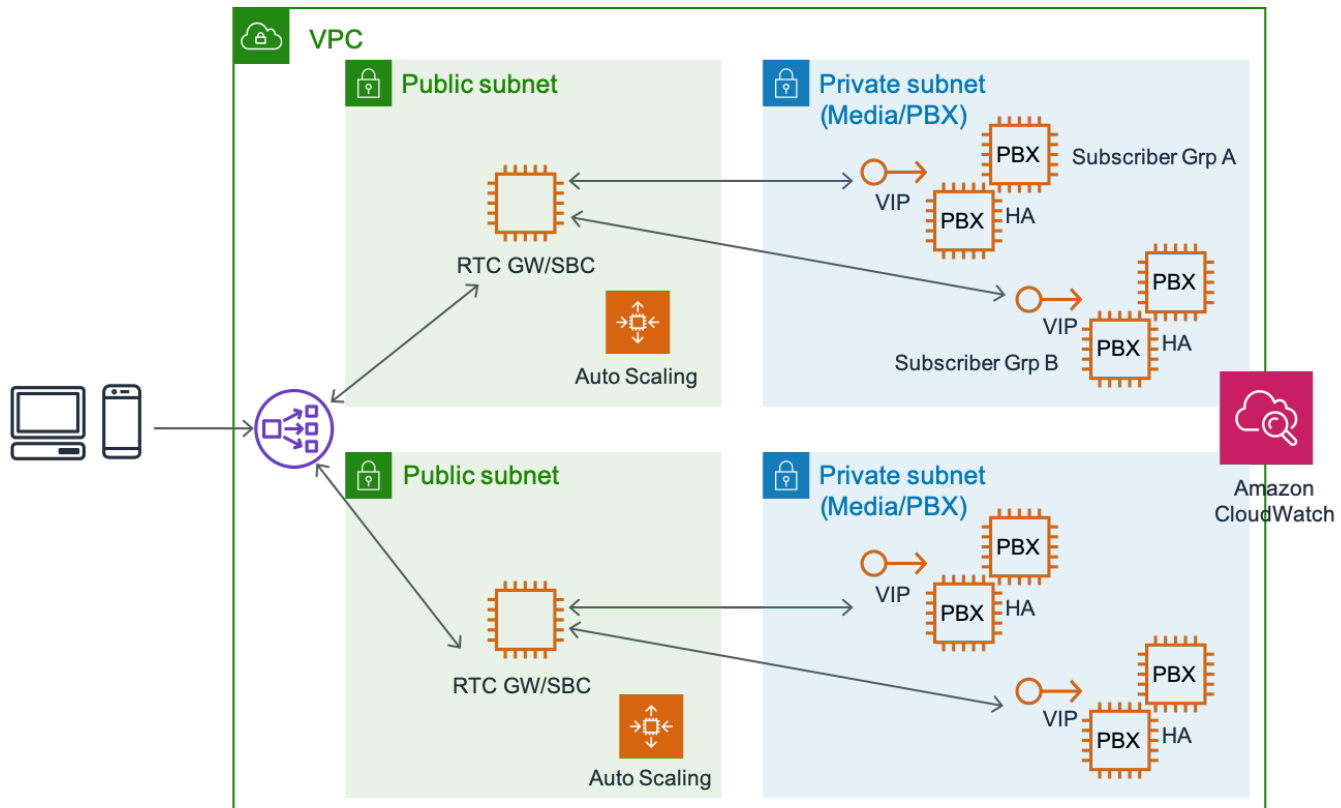 VPC
Public subnet
RTC GW/SBC
Auto Scaling
Private subnet
(Media/PBX)
PBX
Subscriber Grp A
VIP
PBX
HA
PBX
VIP
PBX
HA
Subscriber Grp B
Amazon
CloudWatch
Public subnet
RTC GW/SBC
Auto Scaling
Private subnet
(Media/PBX)
PBX
VIP
PBX
HA
PBX
VIP
PBX
HA